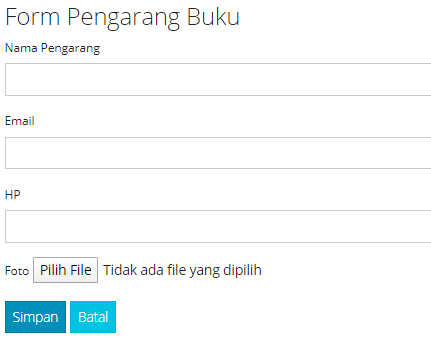 Form Pengarang Buku
Nama Pengarang
Email
HP
Foto Pilih File Tidak ada file yang dipilih
Simpan Batal